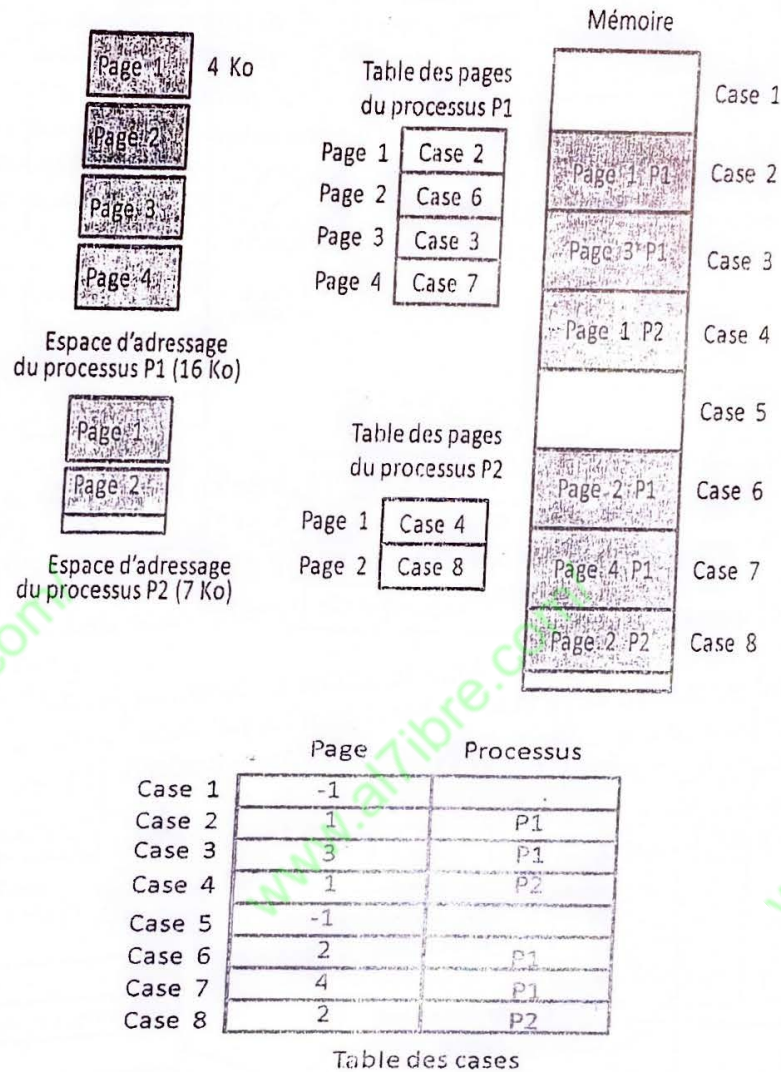 Mémoire
Page 1 4 Ko
Page 2
Page 3
Page 4
Espace d'adressage
du processus P1 (16 Ko)
Page 1
Page 2
Espace d'adressage
du processus P2 (7 Ko)
Table des pages
du processus P1
Page 1 Case 2
Page 2 Case 6
Page 3 Case 3
Page 4 Case 7
Table des pages
du processus P2
Page 1 Case 4
Page 2 Case 8
Case 1
Page 1 P1 Case 2
Page 3 P1 Case 3
Page 1 P2 Case 4
Case 5
Page 2 P1 Case 6
Page 4 P1 Case 7
Page 2 P2 Case 8
.com/
www.al7ibre.com/
Page Processus
Case 1 -1
Case 2 1 P1
Case 3 3 P1
Case 4 1 P2
Case 5 -1
Case 6 2 P1
Case 7 4 P1
Case 8 2 P2
Table des cases